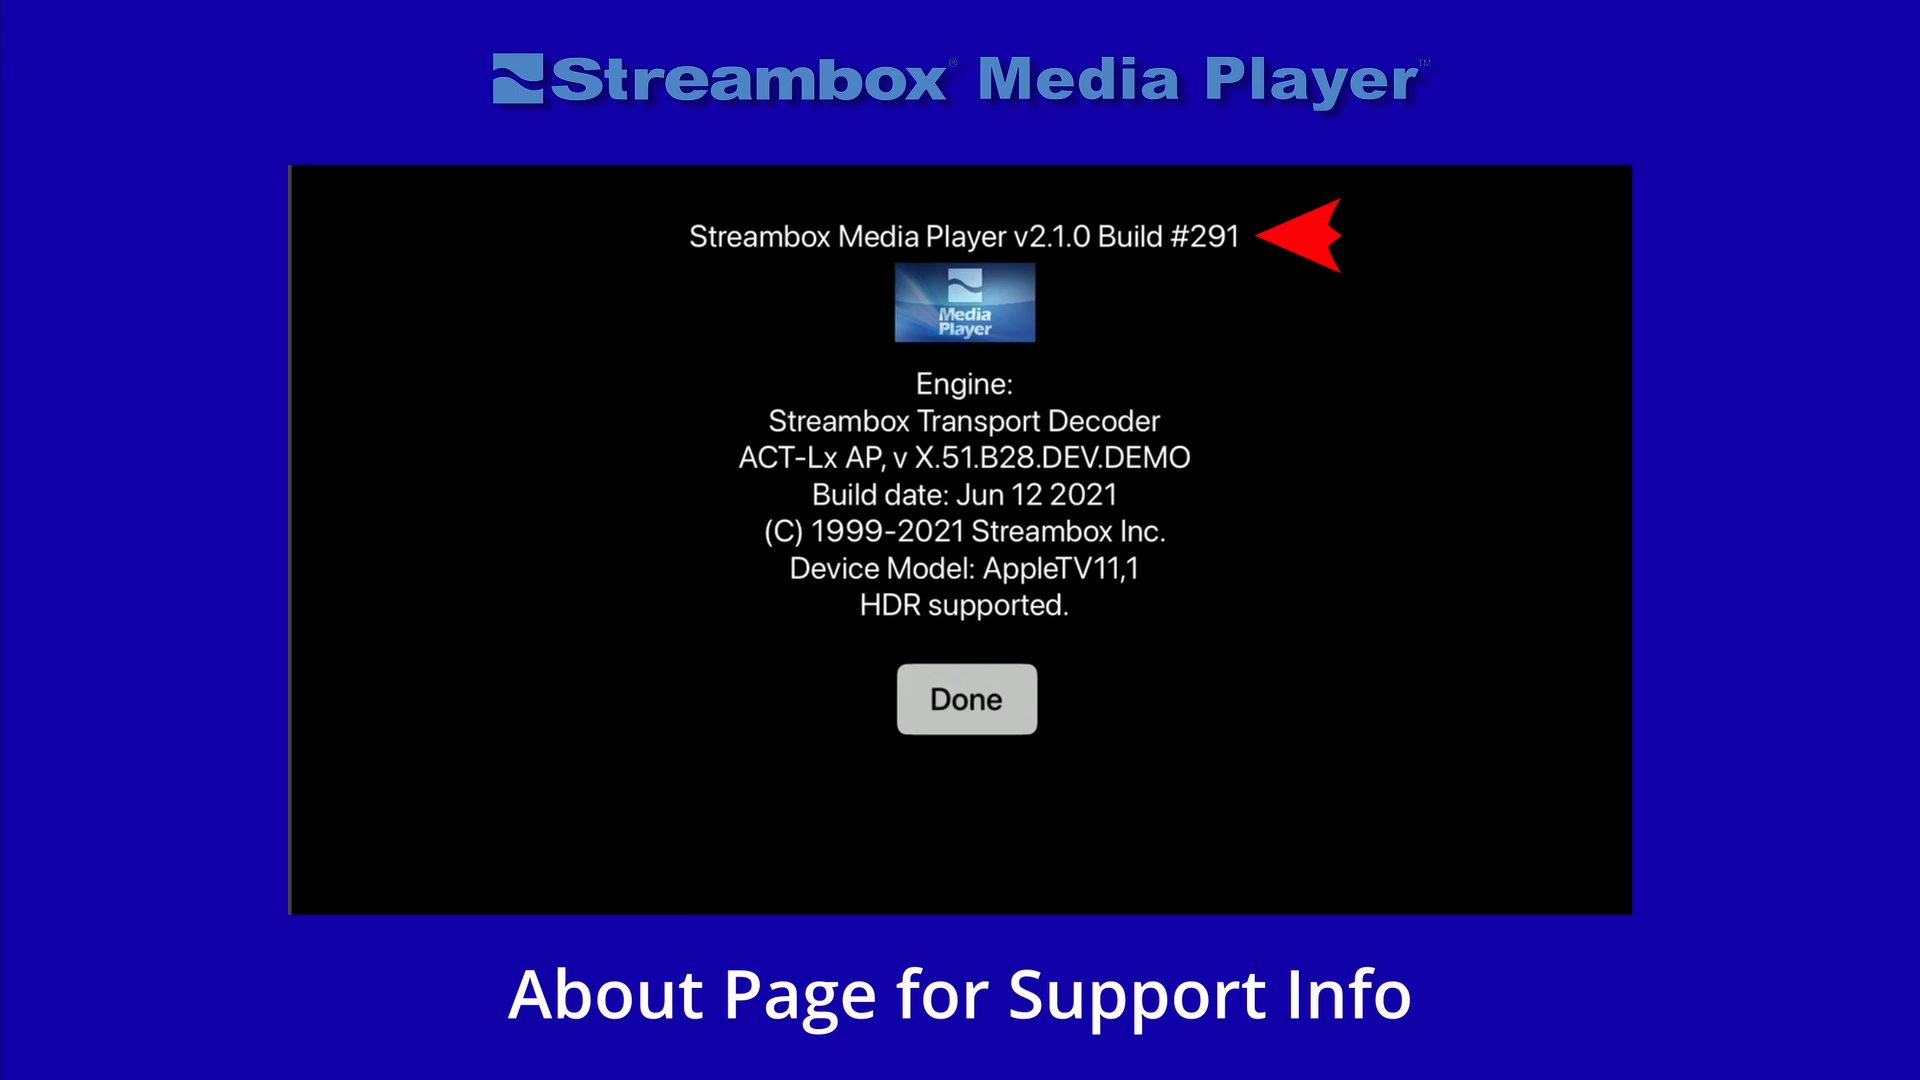 Streambox® Media Player™
Streambox Media Player v2.1.0 Build #291
Media
Player
Engine:
Streambox Transport Decoder
ACT-Lx AP, v X.51.B28.DEV.DEMO
Build date: Jun 12 2021
(C) 1999-2021 Streambox Inc.
Device Model: AppleTV11,1
HDR supported.
Done
About Page for Support Info